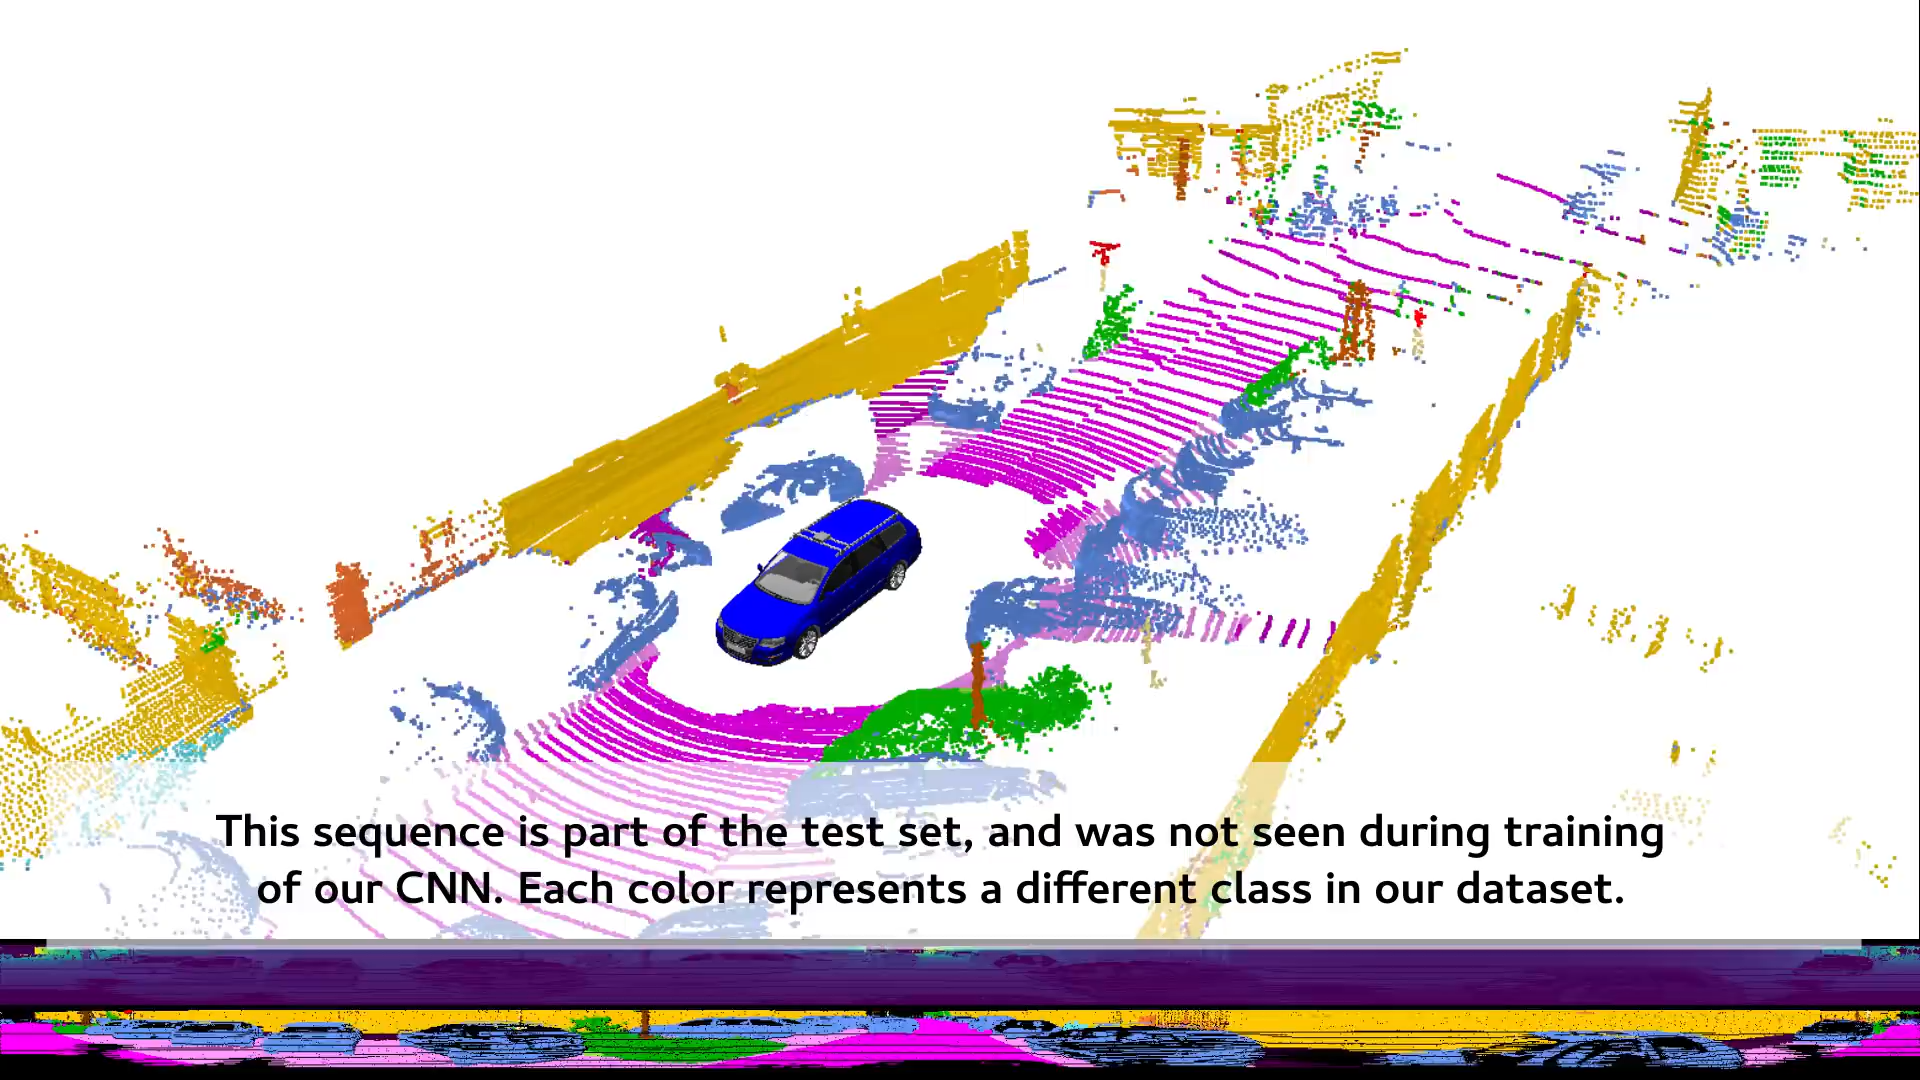 This sequence is part of the test set, and was not seen during training
of our CNN. Each color represents a different class in our dataset.